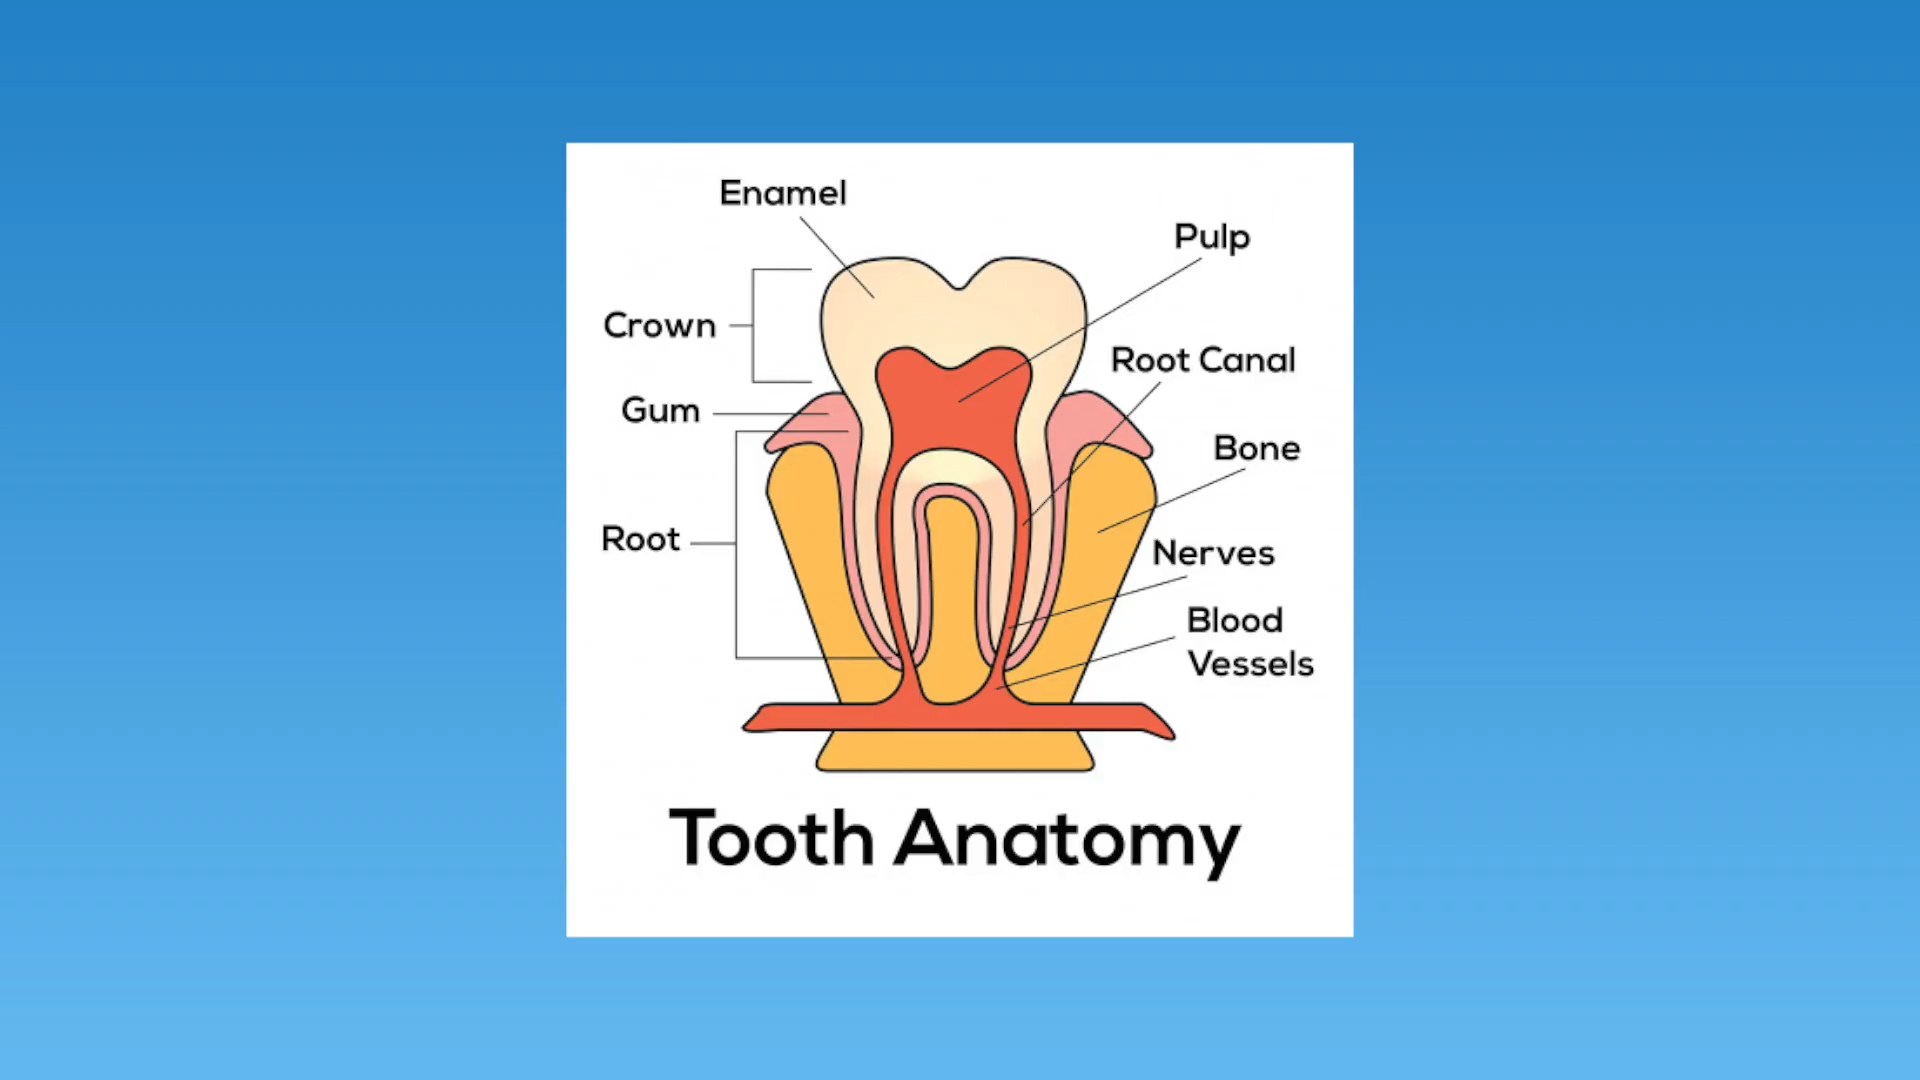 Enamel
Pulp
Crown
Root Canal
Gum
Bone
Root
Nerves
Blood
Vessels
Tooth Anatomy